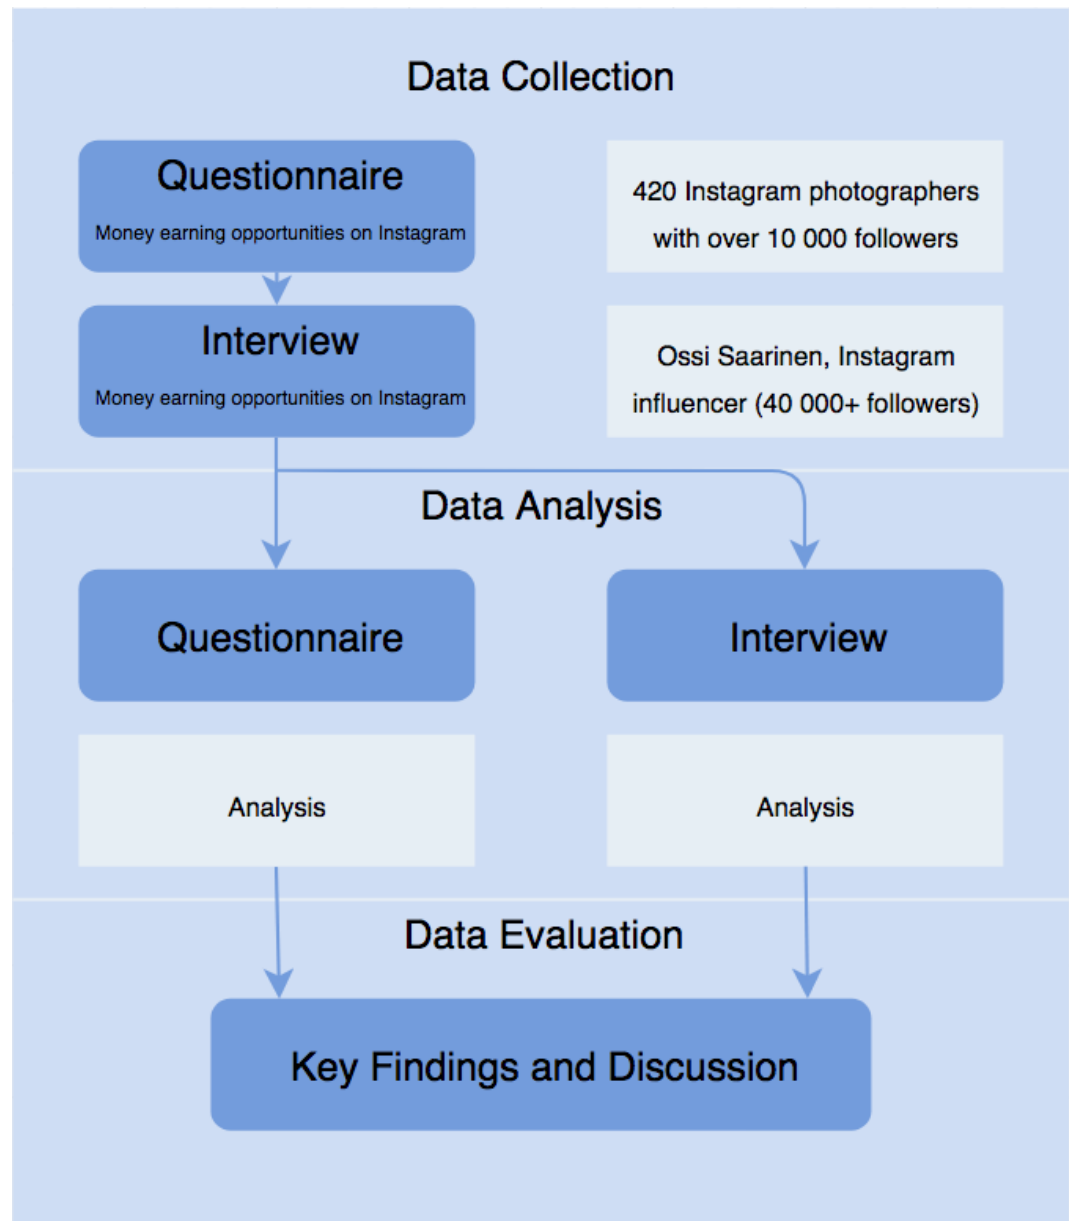 Data Collection
Questionnaire
Money earning opportunities on Instagram
420 Instagram photographers
with over 10 000 followers
Interview
Money earning opportunities on Instagram
Ossi Saarinen, Instagram
influencer (40 000+ followers)
Data Analysis
Questionnaire
Interview
Analysis
Analysis
Data Evaluation
Key Findings and Discussion